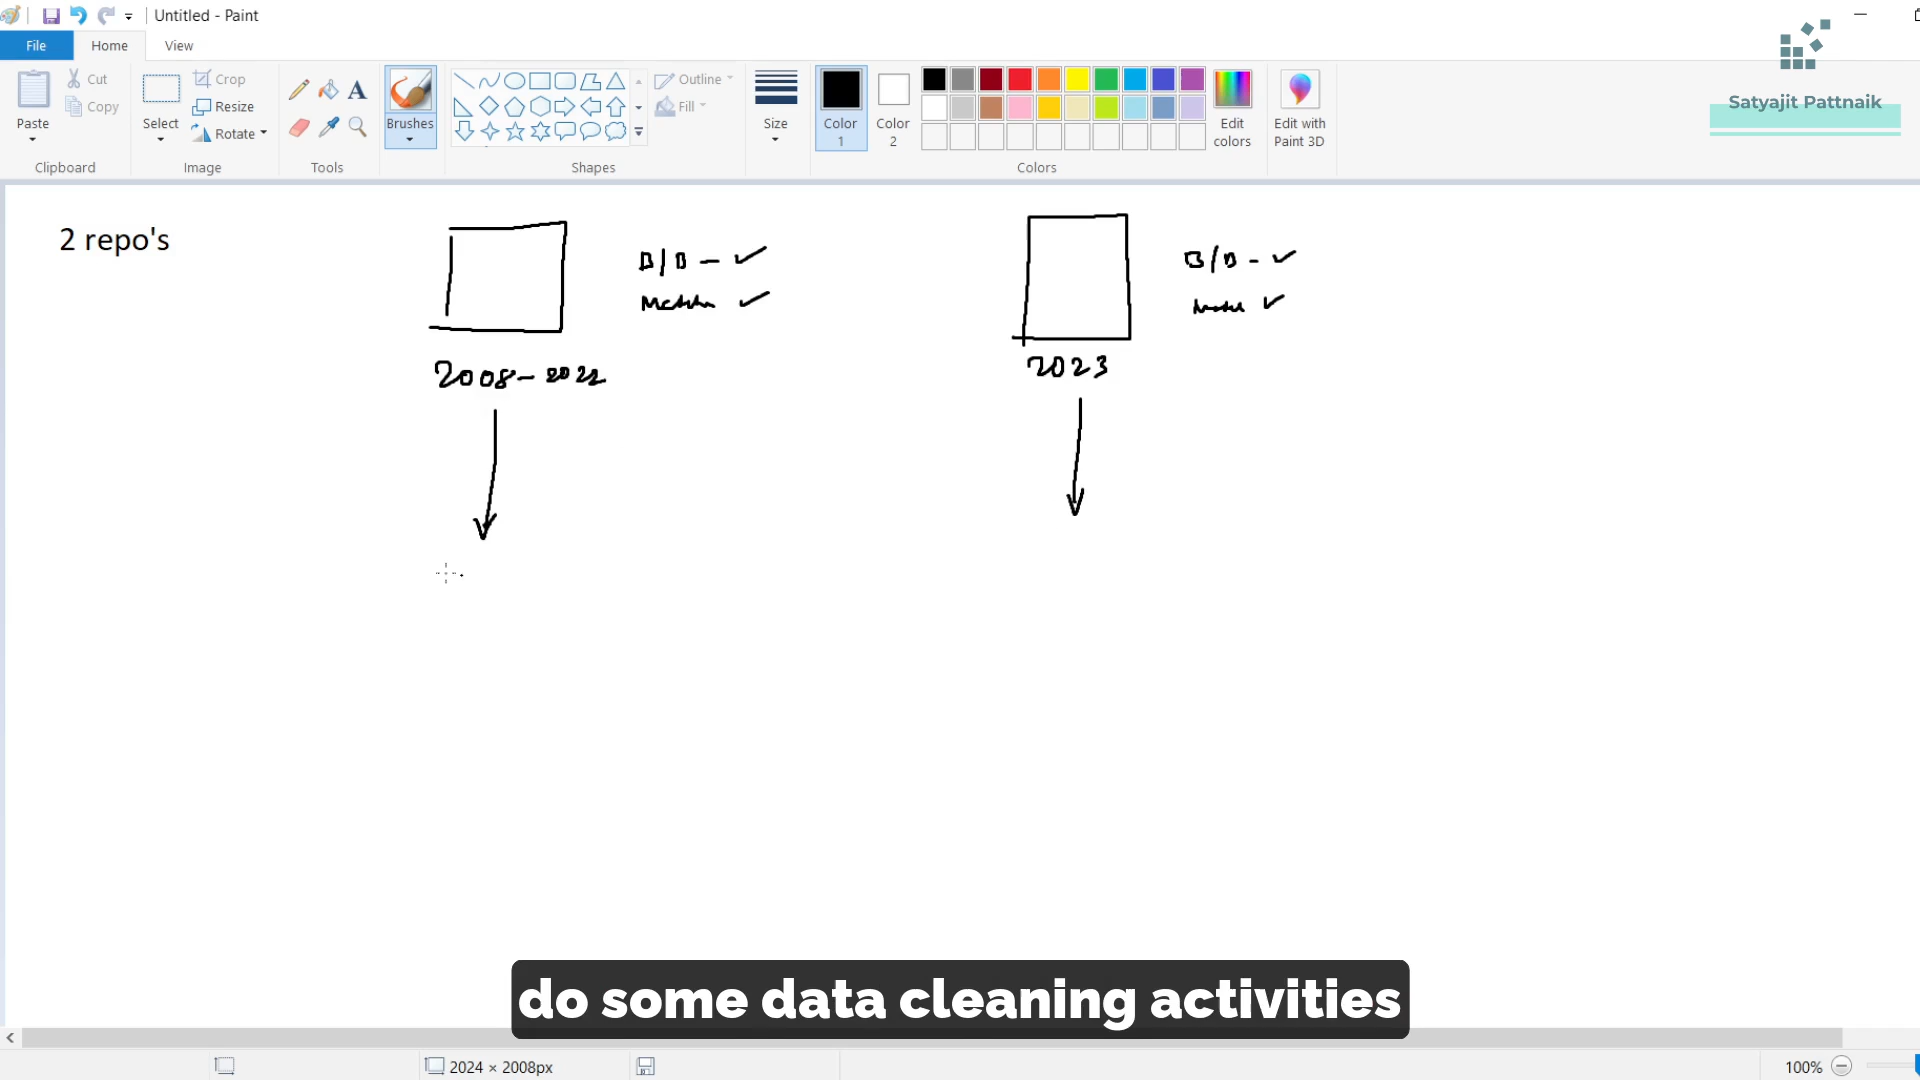 Untitled - Paint
File Home View
Cut
Copy
Paste
Clipboard
Crop
Resize
Rotate
Select
Image
Tools
Brushes
Outline
Fill
Shapes
Size
Color 1
Color 2
Edit colors
Colors
Edit with Paint 3D
Satyajit Pattnaik
2 repo's
B/B - ✓
✓
2008-2022
B/B - ✓
✓
2023
do some data cleaning activities
2024 × 2008px
100%